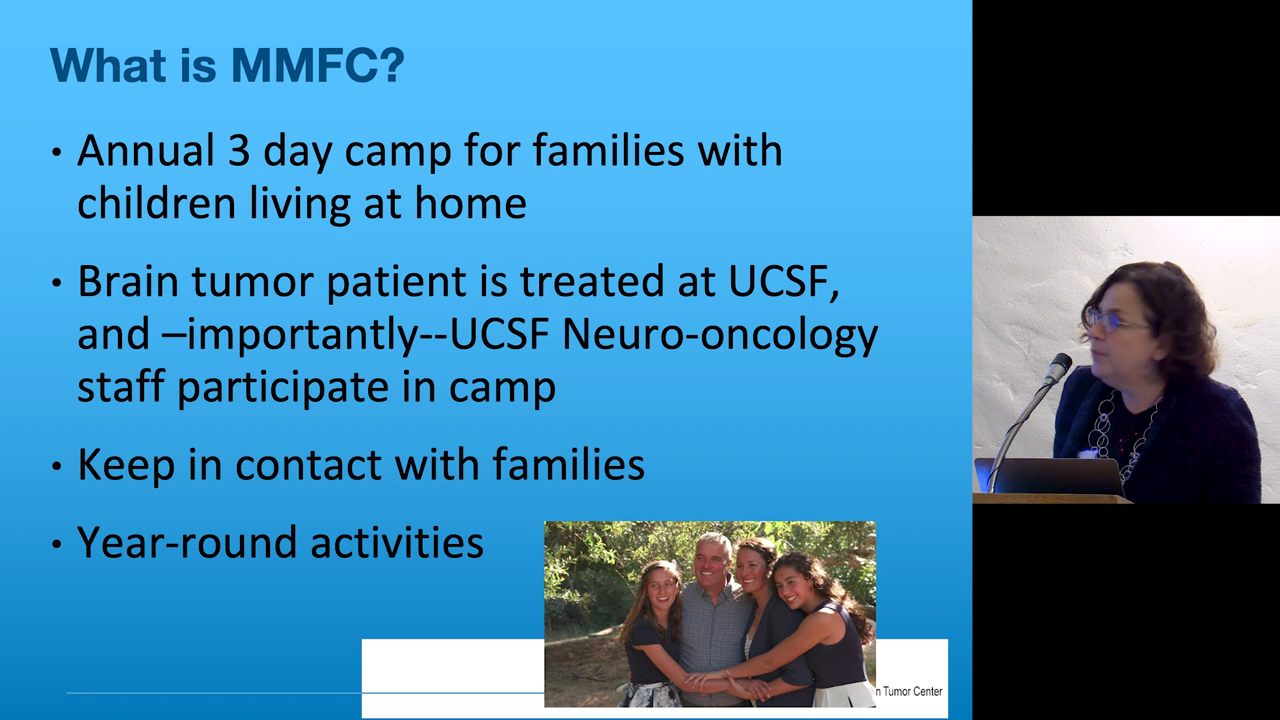 What is MMFC?
• Annual 3 day camp for families with
children living at home
• Brain tumor patient is treated at UCSF,
and –importantly--UCSF Neuro-oncology
staff participate in camp
• Keep in contact with families
• Year-round activities
Tumor Center